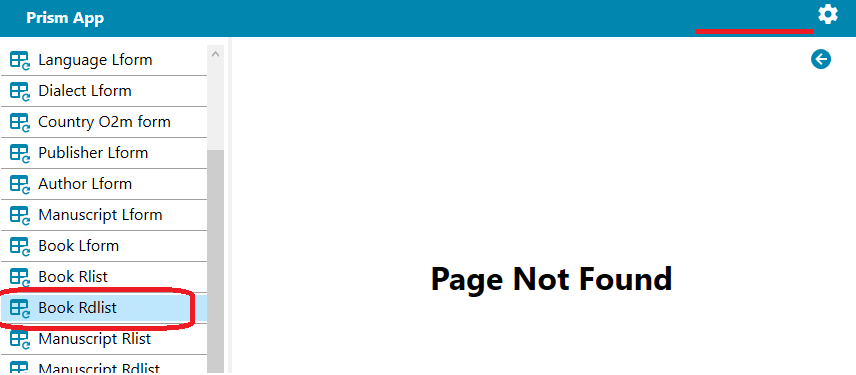 Prism App
Language Lform
Dialect Lform
Country O2m form
Publisher Lform
Author Lform
Manuscript Lform
Book Lform
Book Rlist
Book Rdlist
Manuscript Rlist
Manuscript Rdlist
Page Not Found